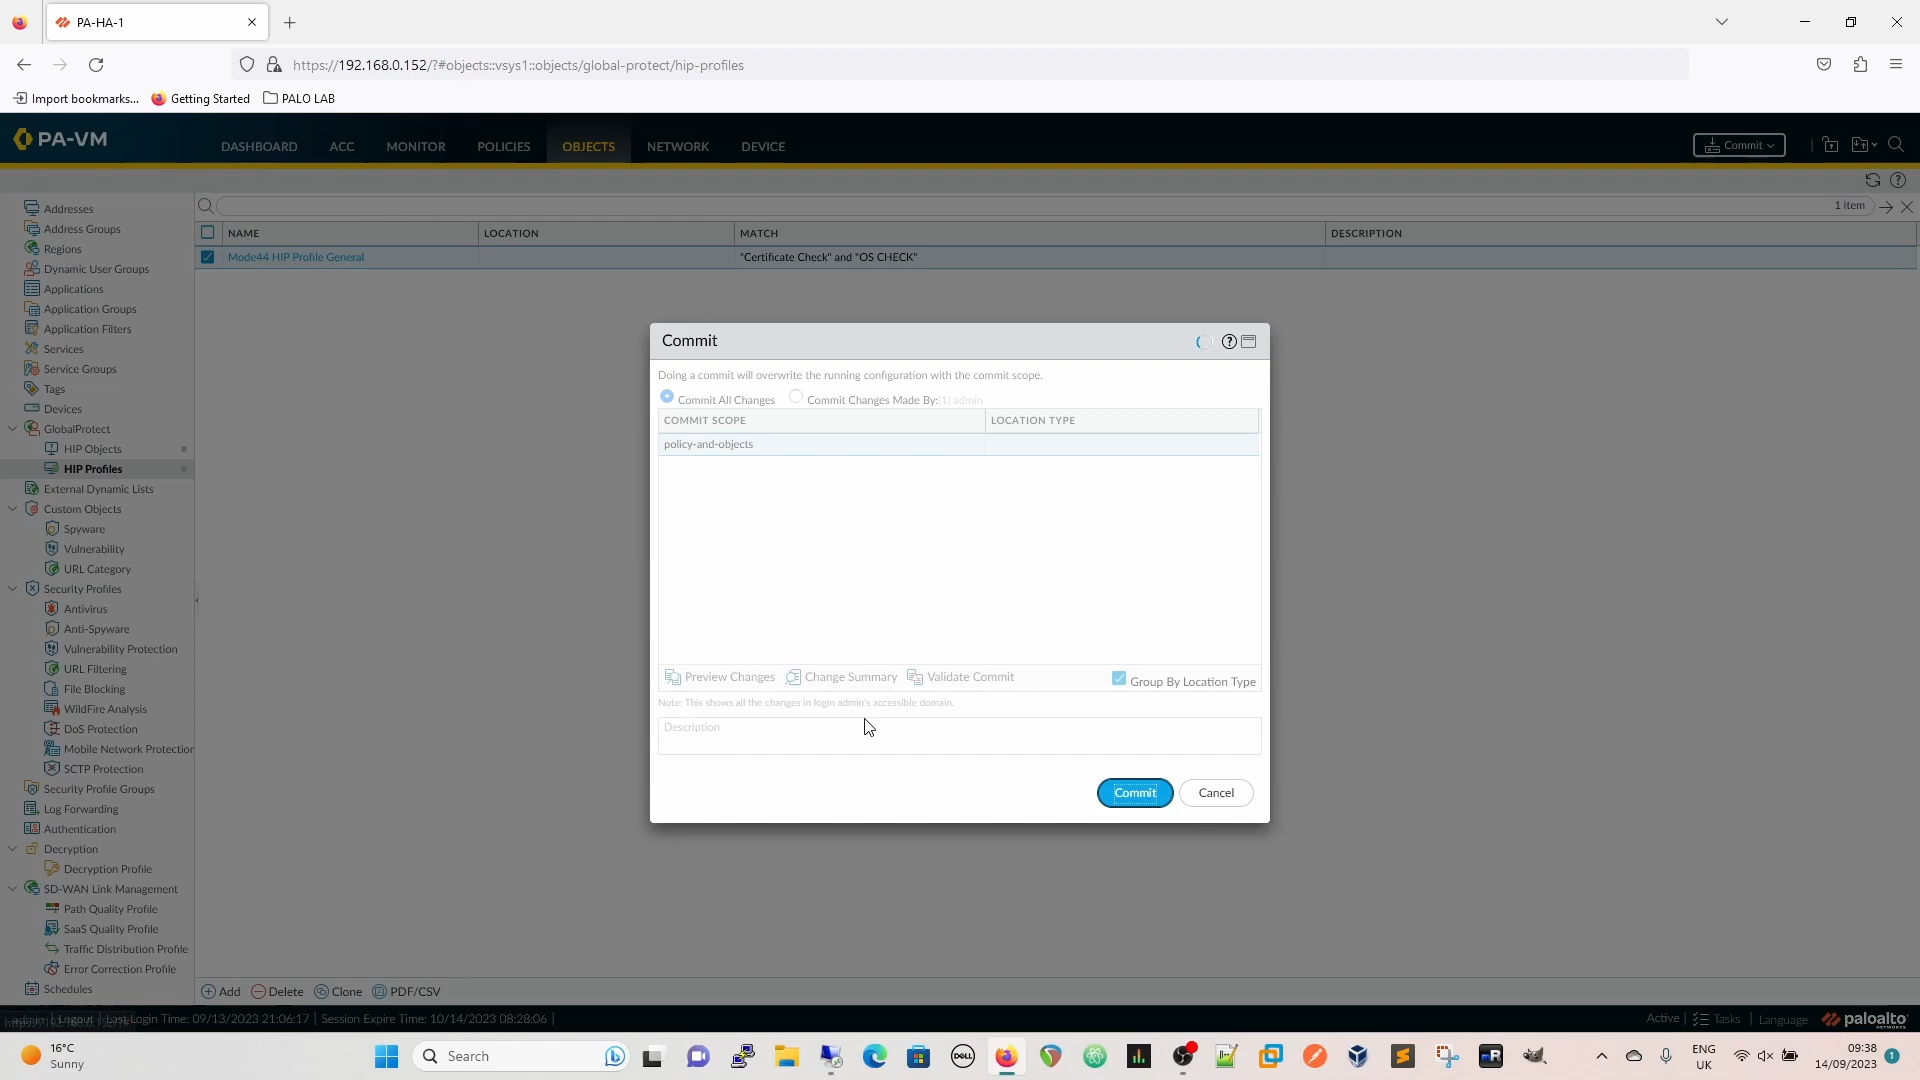 PA-HA-1
https://192.168.0.152/?#objects::vsys1::objects/global-protect/hip-profiles
Import bookmarks... Getting Started PALO LAB
PA-VM
DASHBOARD ACC MONITOR POLICIES OBJECTS NETWORK DEVICE
Commit
1 item
NAME LOCATION MATCH DESCRIPTION
Mode44 HIP Profile General "Certificate Check" and "OS CHECK"
Addresses
Address Groups
Regions
Dynamic User Groups
Applications
Application Groups
Application Filters
Services
Service Groups
Tags
Devices
GlobalProtect
HIP Objects
HIP Profiles
External Dynamic Lists
Custom Objects
Spyware
Vulnerability
URL Category
Security Profiles
Antivirus
Anti-Spyware
Vulnerability Protection
URL Filtering
File Blocking
WildFire Analysis
DoS Protection
Mobile Network Protection
SCTP Protection
Security Profile Groups
Log Forwarding
Authentication
Decryption
Decryption Profile
SD-WAN Link Management
Path Quality Profile
SaaS Quality Profile
Traffic Distribution Profile
Error Correction Profile
Schedules
Commit
Doing a commit will overwrite the running configuration with the commit scope.
Commit All Changes Commit Changes Made By:(1) admin
COMMIT SCOPE LOCATION TYPE
policy-and-objects
Preview Changes Change Summary Validate Commit Group By Location Type
Note: This shows all the changes in login admin's accessible domain.
Description
Commit Cancel
Add Delete Clone PDF/CSV
Logout | Last Login Time: 09/13/2023 21:06:17 | Session Expire Time: 10/14/2023 08:28:06 |
Active | Tasks | Language paloalto
NETWORKS
16°C
Sunny
Search
DELL
ENG
UK
09:38
14/09/2023
1